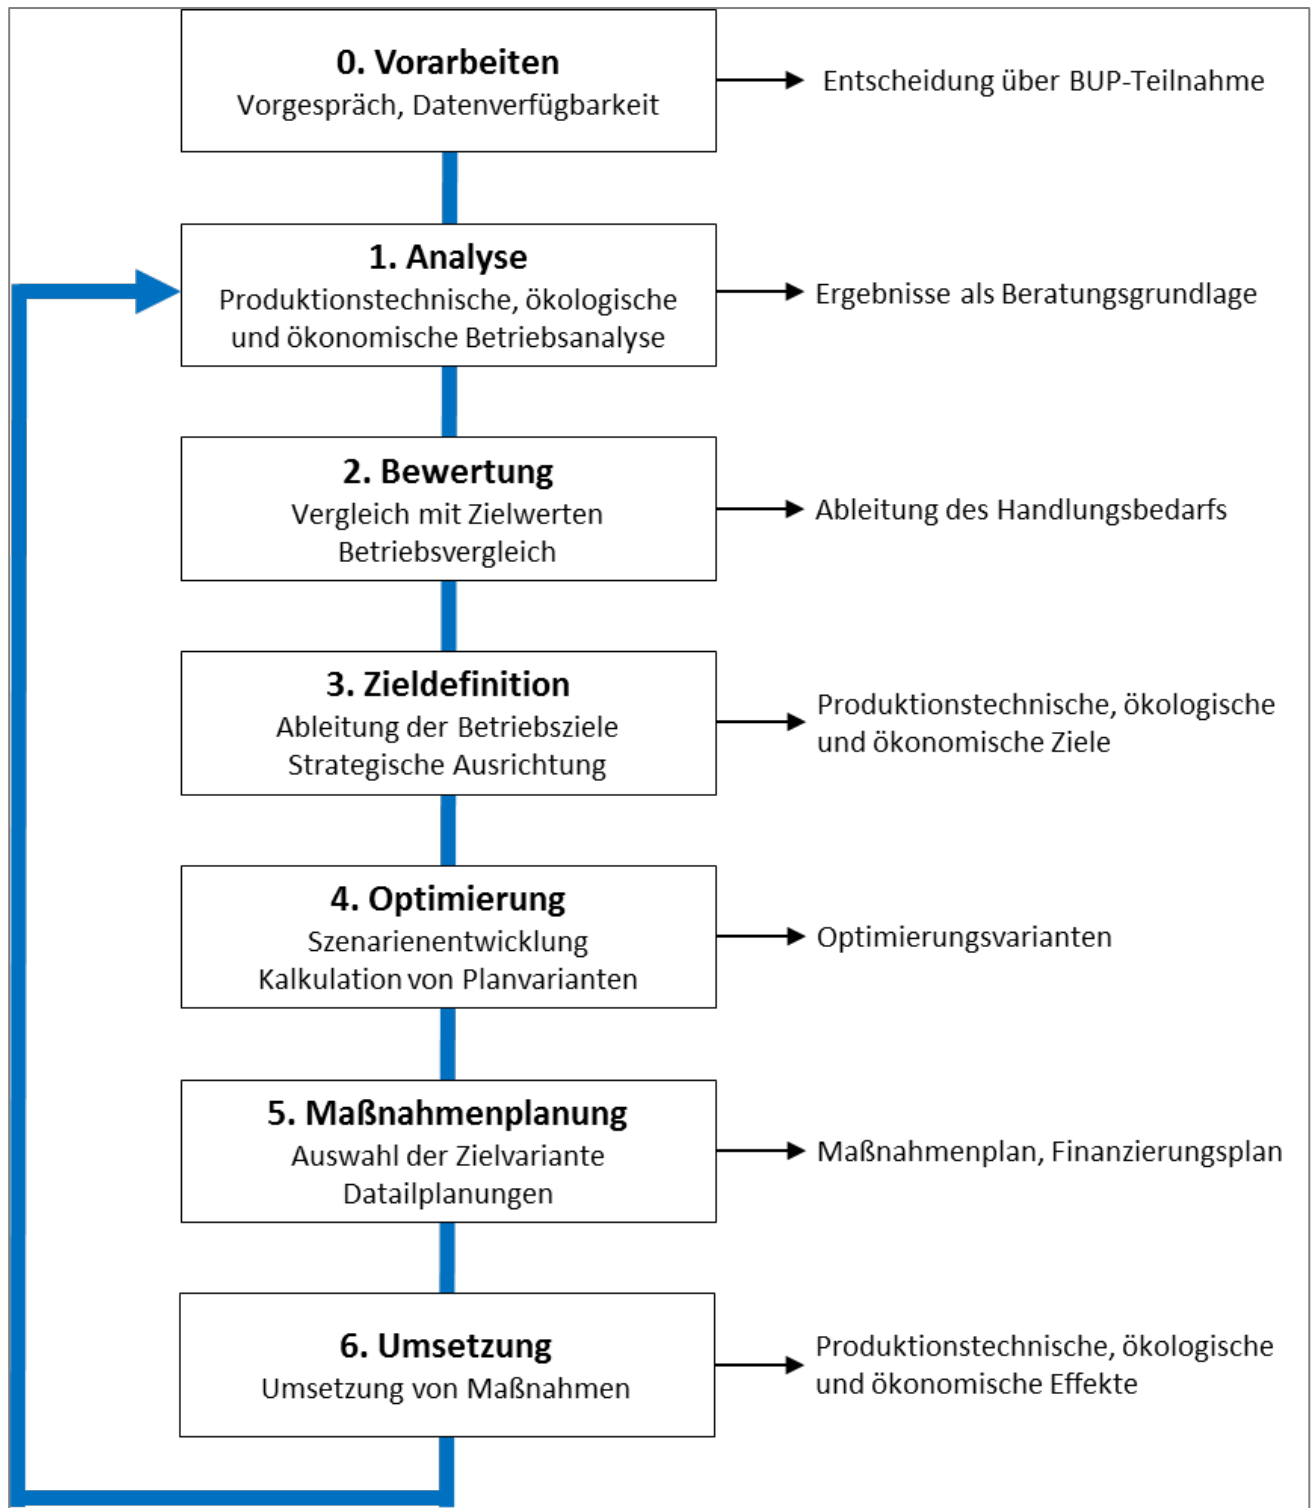 0. Vorarbeiten
Vorgespräch, Datenverfügbarkeit
Entscheidung über BUP-Teilnahme
1. Analyse
Produktionstechnische, ökologische
und ökonomische Betriebsanalyse
Ergebnisse als Beratungsgrundlage
2. Bewertung
Vergleich mit Zielwerten
Betriebsvergleich
Ableitung des Handlungsbedarfs
3. Zieldefinition
Ableitung der Betriebsziele
Strategische Ausrichtung
Produktionstechnische, ökologische
und ökonomische Ziele
4. Optimierung
Szenarienentwicklung
Kalkulation von Planvarianten
Optimierungsvarianten
5. Maßnahmenplanung
Auswahl der Zielvariante
Datailplanungen
Maßnahmenplan, Finanzierungsplan
6. Umsetzung
Umsetzung von Maßnahmen
Produktionstechnische, ökologische
und ökonomische Effekte